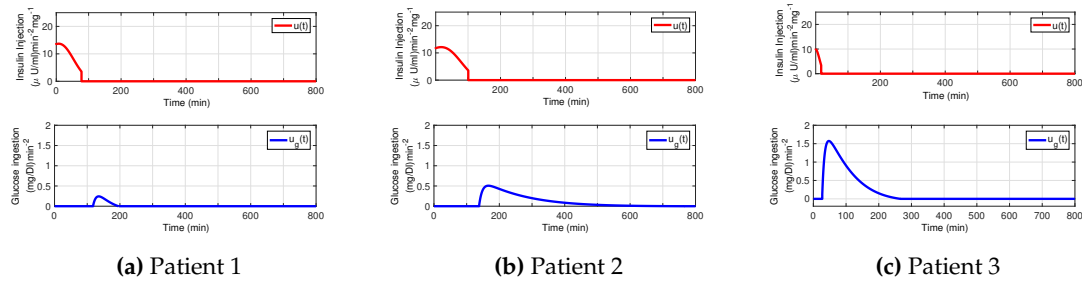 Insulin Injection
(μ U/ml)min-2mg-1
20
10
0
u(t)
0 200 400 600 800
Time (min)
Glucose ingestion
(mg/Dl)min-2
2
1.5
1
0.5
0
u_g(t)
0 200 400 600 800
Time (min)
(a) Patient 1
Insulin Injection
(μ U/ml)min-2mg-1
20
10
0
u(t)
200 400 600 800
Time (min)
Glucose ingestion
(mg/Dl)min-2
2
1.5
1
0.5
0
u_g(t)
0 200 400 600 800
Time (min)
(b) Patient 2
Insulin Injection
(μ U/ml)min-2mg-1
20
10
0
u(t)
200 400 600 800
Time (min)
Glucose ingestion
(mg/Dl)min-2
2
1.5
1
0.5
0
u_g(t)
0 100 200 300 400 500 600 700 800
Time (min)
(c) Patient 3